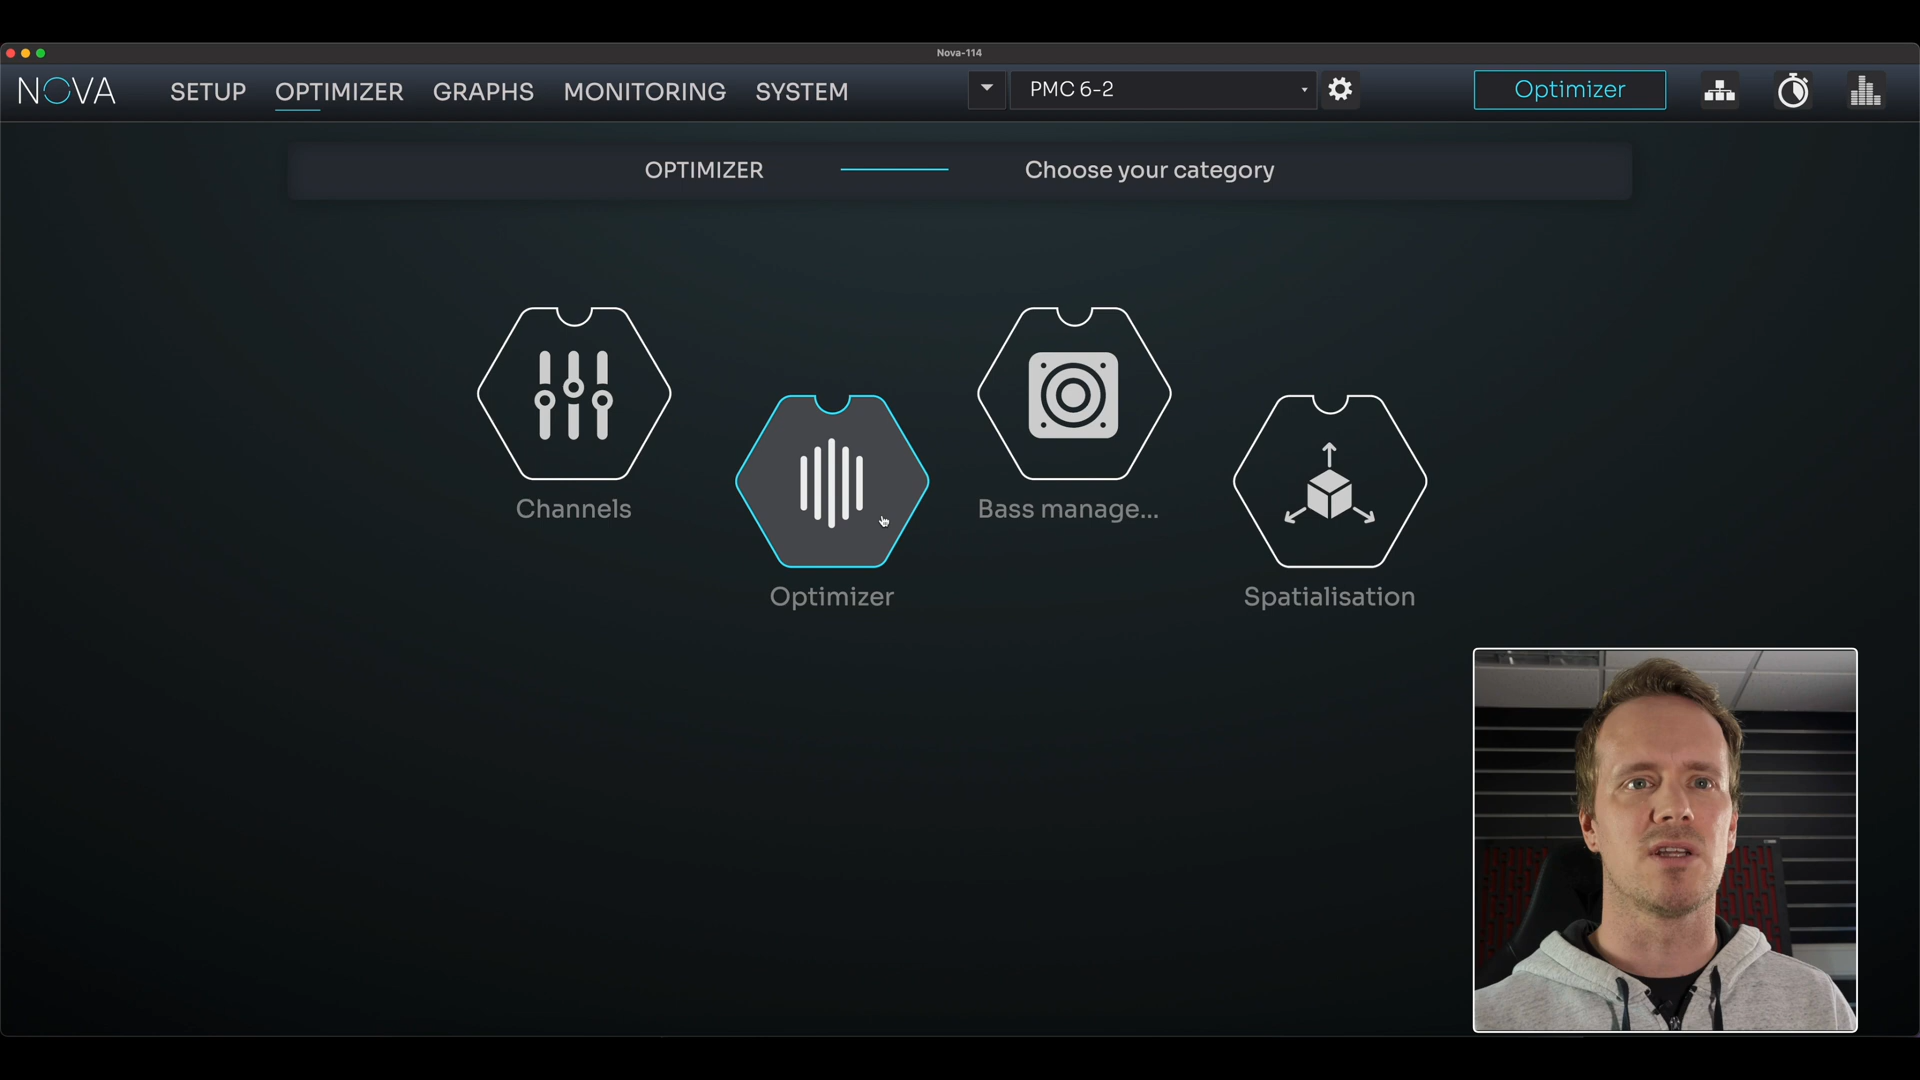 Nova-114
NOVA
SETUP
OPTIMIZER
GRAPHS
MONITORING
SYSTEM
PMC 6-2
Optimizer
OPTIMIZER
Choose your category
Channels
Optimizer
Bass manage...
Spatialisation